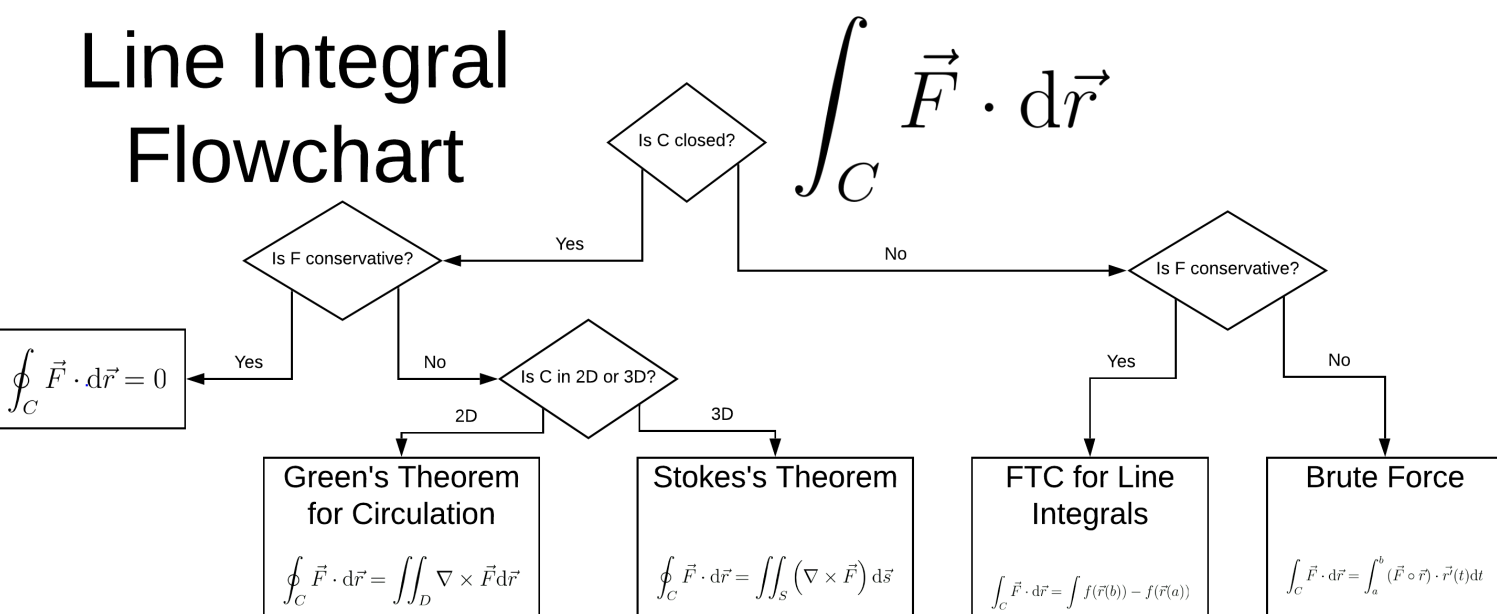 Line Integral
Flowchart
∫_C F⃗ · dr⃗
Is C closed?
Yes
No
Is F conservative?
Is F conservative?
Yes
No
Yes
No
∮_C F⃗ · dr⃗ = 0
Is C in 2D or 3D?
2D
3D
Green's Theorem
for Circulation
∮_C F⃗ · dr⃗ = ∬_D ∇ × F⃗dr⃗
Stokes's Theorem
∮_C F⃗ · dr⃗ = ∬_S (∇ × F⃗) ds⃗
FTC for Line
Integrals
∫_C F⃗ · dr⃗ = ∫ f(r⃗(b)) − f(r⃗(a))
Brute Force
∫_C F⃗ · dr⃗ = ∫_a^b (F⃗ ∘ r⃗) · r⃗′(t)dt